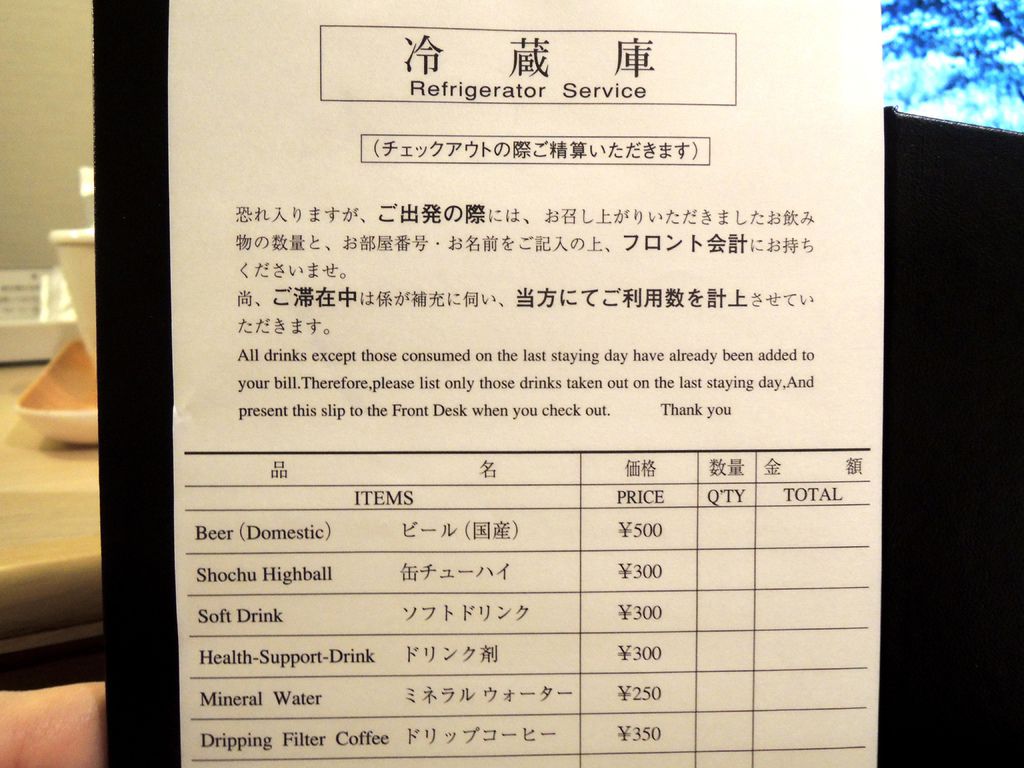 冷蔵庫
Refrigerator Service
(チェックアウトの際ご精算いただきます)
恐れ入りますが、ご出発の際には、お召し上がりいただきましたお飲み
物の数量と、お部屋番号・お名前をご記入の上、フロント会計にお持ち
くださいませ。
尚、ご滞在中は係が補充に伺い、当方にてご利用数を計上させてい
ただきます。
All drinks except those consumed on the last staying day have already been added to
your bill.Therefore,please list only those drinks taken out on the last staying day,And
present this slip to the Front Desk when you check out. Thank you
品名 価格 数量 金額
ITEMS PRICE Q'TY TOTAL
Beer (Domestic) ビール (国産) ¥500
Shochu Highball 缶チューハイ ¥300
Soft Drink ソフトドリンク ¥300
Health-Support-Drink ドリンク剤 ¥300
Mineral Water ミネラル ウォーター ¥250
Dripping Filter Coffee ドリップコーヒー ¥350